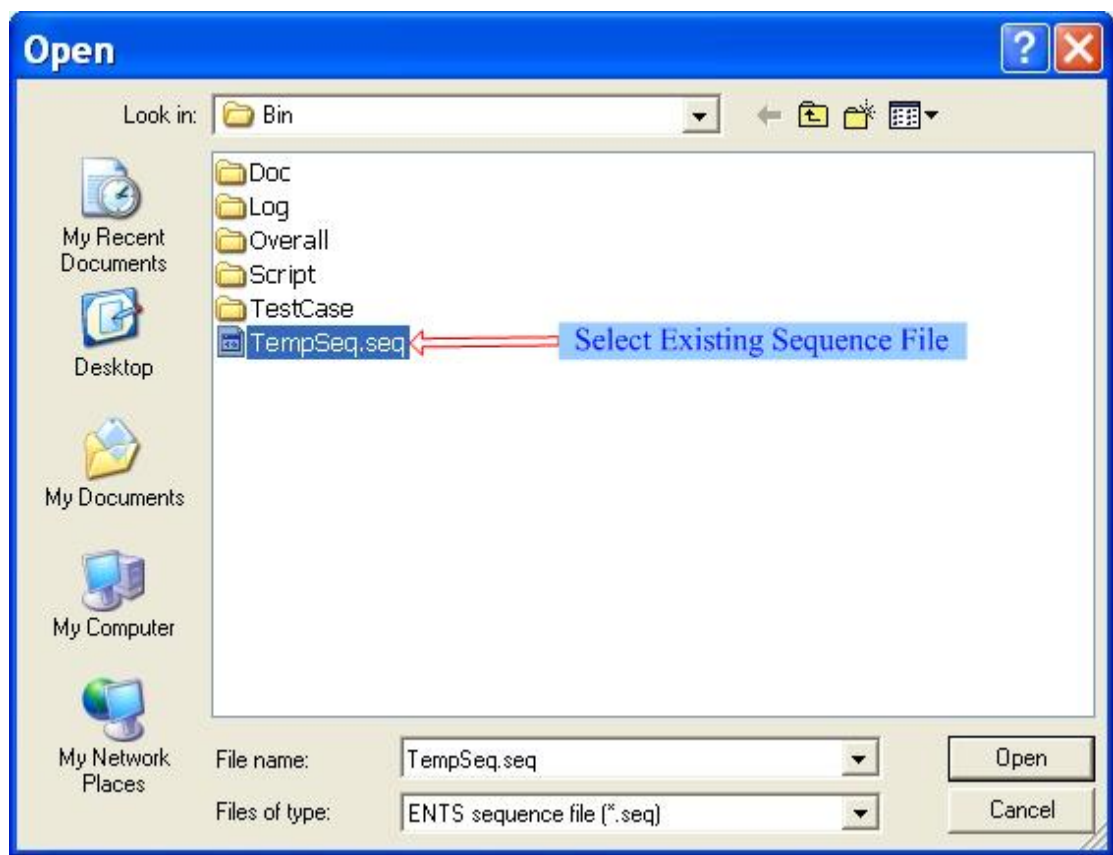 Open
Look in:
Bin
My Recent
Documents
Desktop
My Documents
My Computer
My Network
Places
Doc
Log
Overall
Script
TestCase
TempSeq.seq
Select Existing Sequence File
File name:
TempSeq.seq
Open
Files of type:
ENTS sequence file (*.seq)
Cancel